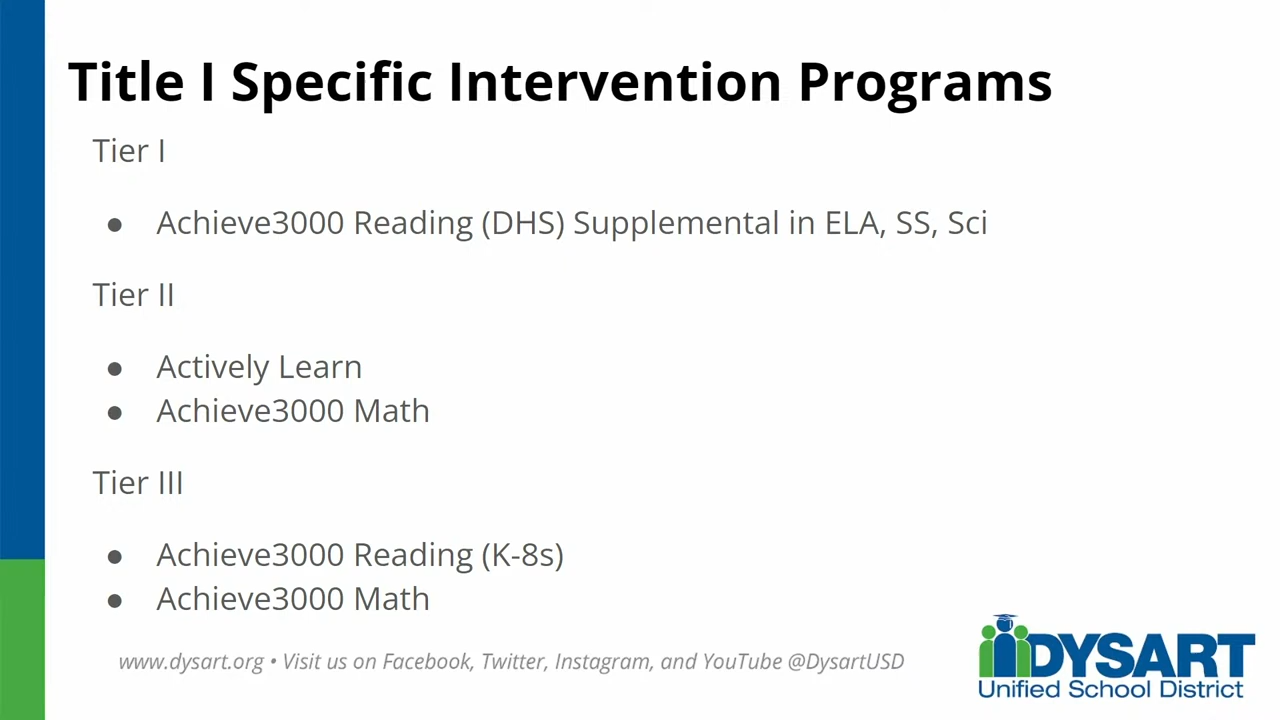 Title I Specific Intervention Programs
Tier I
● Achieve3000 Reading (DHS) Supplemental in ELA, SS, Sci
Tier II
● Actively Learn
● Achieve3000 Math
Tier III
● Achieve3000 Reading (K-8s)
● Achieve3000 Math
www.dysart.org • Visit us on Facebook, Twitter, Instagram, and YouTube @DysartUSD
DYSART
Unified School District